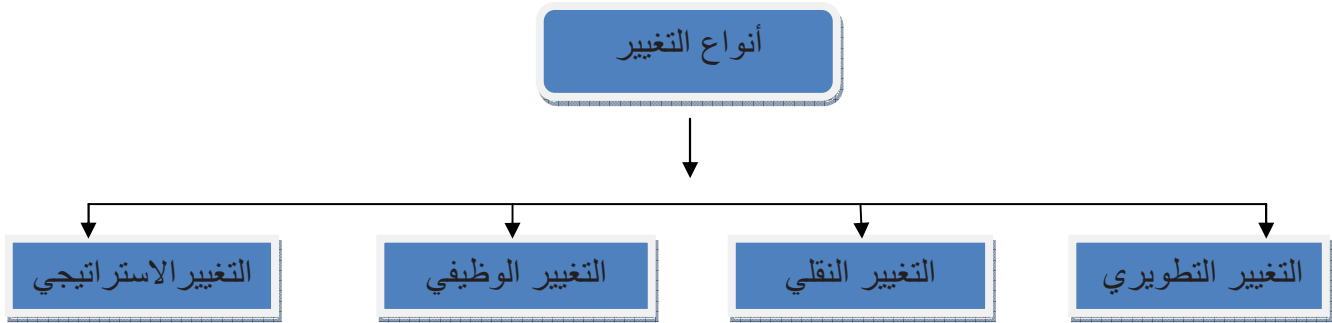 أنواع التغيير
التغيير التطويري
التغيير النقلي
التغيير الوظيفي
التغييرالاستراتيجي